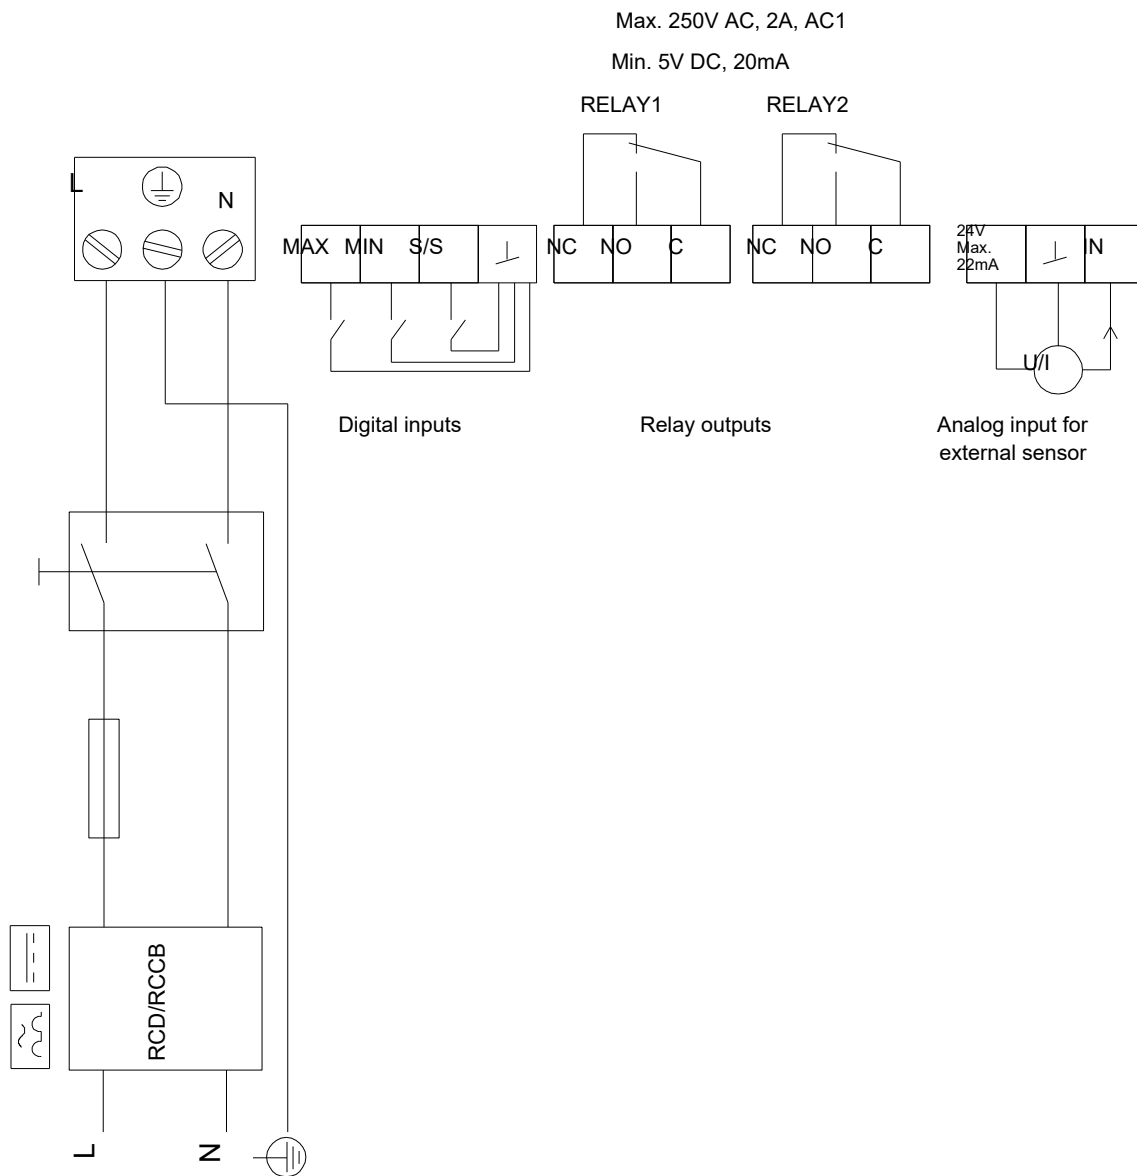 Max. 250V AC, 2A, AC1
Min. 5V DC, 20mA
RELAY1 RELAY2
L
N
MAX MIN S/S NC NO C NC NO C IN
24V
Max.
22mA
U/I
Digital inputs Relay outputs Analog input for
external sensor
RCD/RCCB
L N